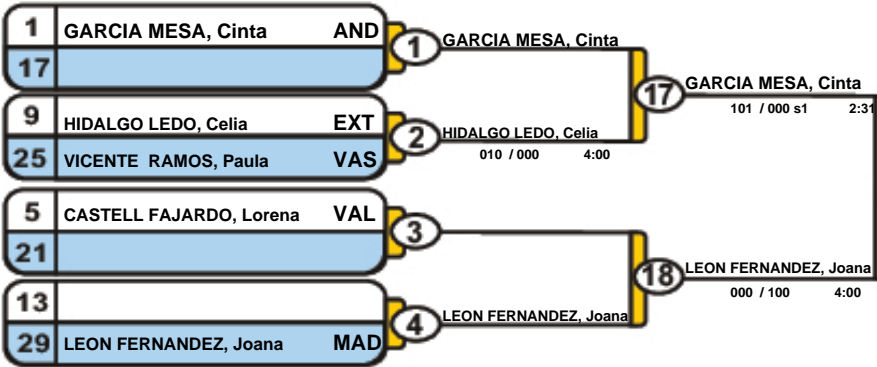 1 GARCIA MESA, Cinta AND
17
1 GARCIA MESA, Cinta
9 HIDALGO LEDO, Celia EXT
25 VICENTE RAMOS, Paula VAS
2 HIDALGO LEDO, Celia
010 / 000 4:00
17 GARCIA MESA, Cinta
101 / 000 s1 2:31
5 CASTELL FAJARDO, Lorena VAL
21
3
13
29 LEON FERNANDEZ, Joana MAD
4 LEON FERNANDEZ, Joana
18 LEON FERNANDEZ, Joana
000 / 100 4:00